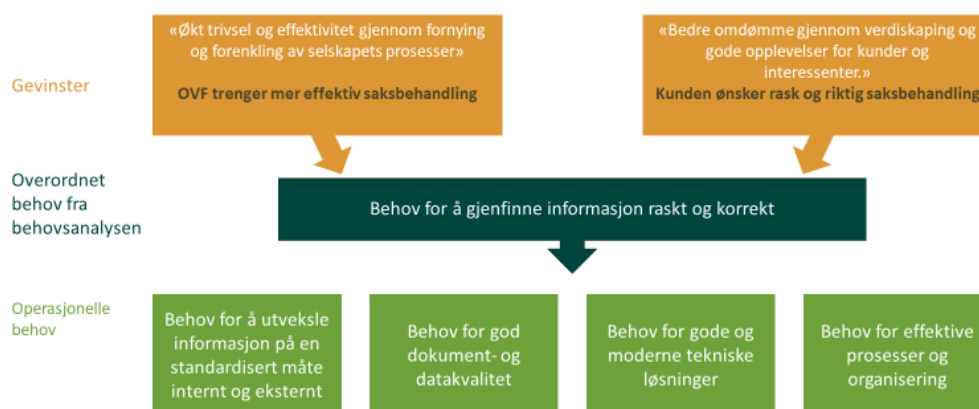 Gevinster
«Økt trivsel og effektivitet gjennom fornying
og forenkling av selskapets prosesser»
OVF trenger mer effektiv saksbehandling
«Bedre omdømme gjennom verdiskaping og
gode opplevelser for kunder og
interessenter.»
Kunden ønsker rask og riktig saksbehandling
Overordnet
behov fra
behovsanalysen
Behov for å gjenfinne informasjon raskt og korrekt
Operasjonelle
behov
Behov for å utveksle
informasjon på en
standardisert måte
internt og eksternt
Behov for god
dokument- og
datakvalitet
Behov for gode og
moderne tekniske
løsninger
Behov for effektive
prosesser og
organisering